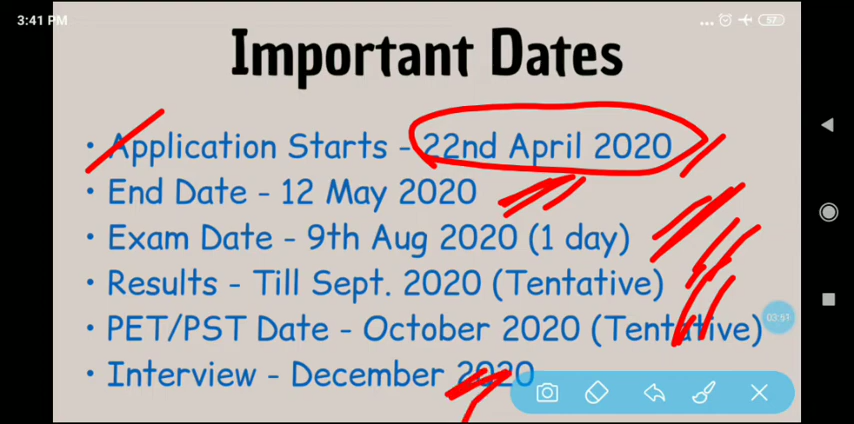 3:41 PM
57
Important Dates
• Application Starts - 22nd April 2020
• End Date - 12 May 2020
• Exam Date - 9th Aug 2020 (1 day)
• Results - Till Sept. 2020 (Tentative)
• PET/PST Date - October 2020 (Tentative)
03:51
• Interview - December 2020